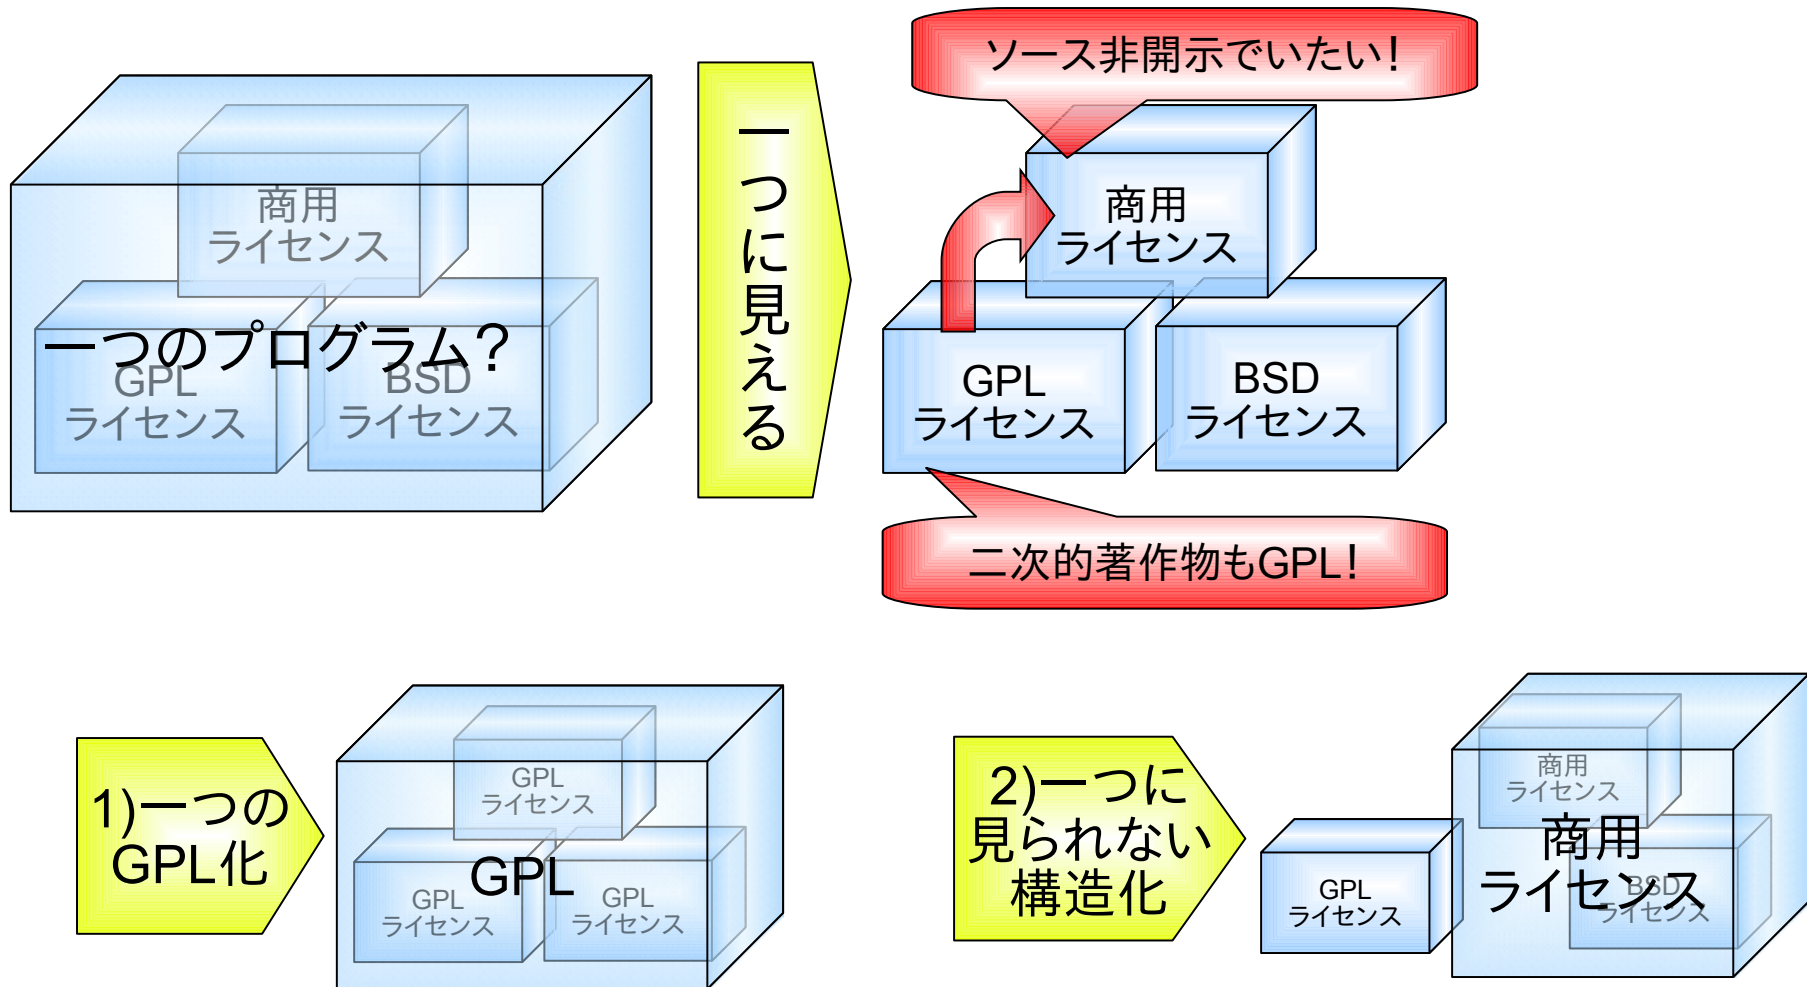 商用
ライセンス
一つのプログラム?
GPL
ライセンス
BSD
ライセンス
一つに見える
ソース非開示でいたい!
商用
ライセンス
GPL
ライセンス
BSD
ライセンス
二次的著作物もGPL!
1)一つの
GPL化
GPL
ライセンス
GPL
GPL
ライセンス
GPL
ライセンス
2)一つに
見られない
構造化
GPL
ライセンス
商用
ライセンス
商用
ライセンス
BSD
ライセンス